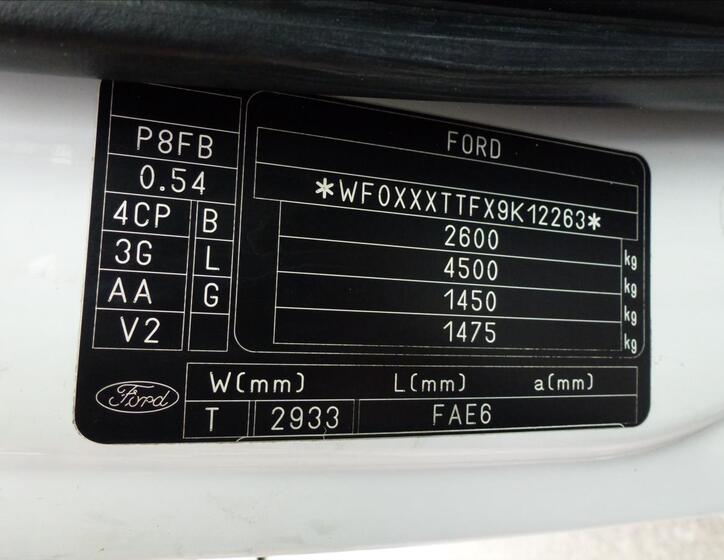 P8FB
0.54
4CP B
3G L
AA G
V2
FORD
*WF0XXXTTFX9K12263*
2600 kg
4500 kg
1450 kg
1475 kg
Ford
W(mm) L(mm) a(mm)
T 2933 FAE6